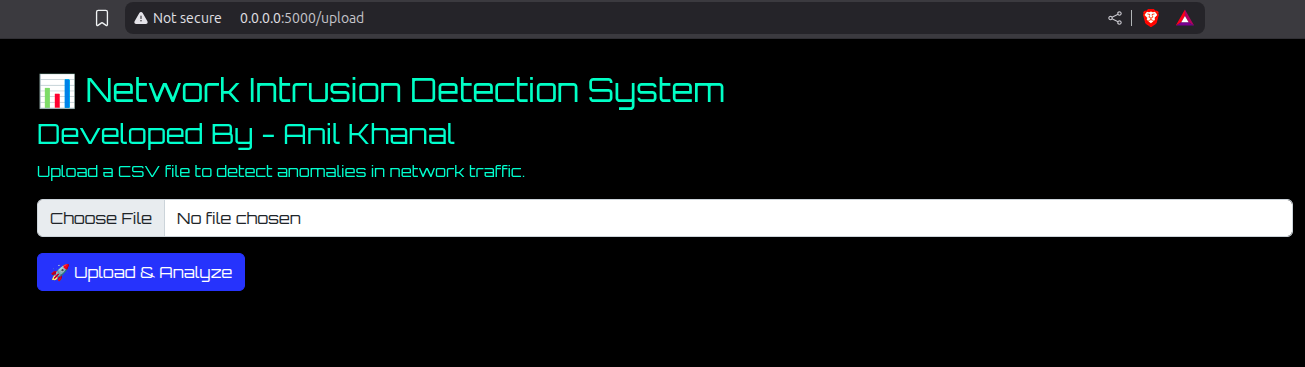 Not secure 0.0.0.0:5000/upload
📊 Network Intrusion Detection System
Developed By - Anil Khanal
Upload a CSV file to detect anomalies in network traffic.
Choose File No file chosen
🚀 Upload & Analyze